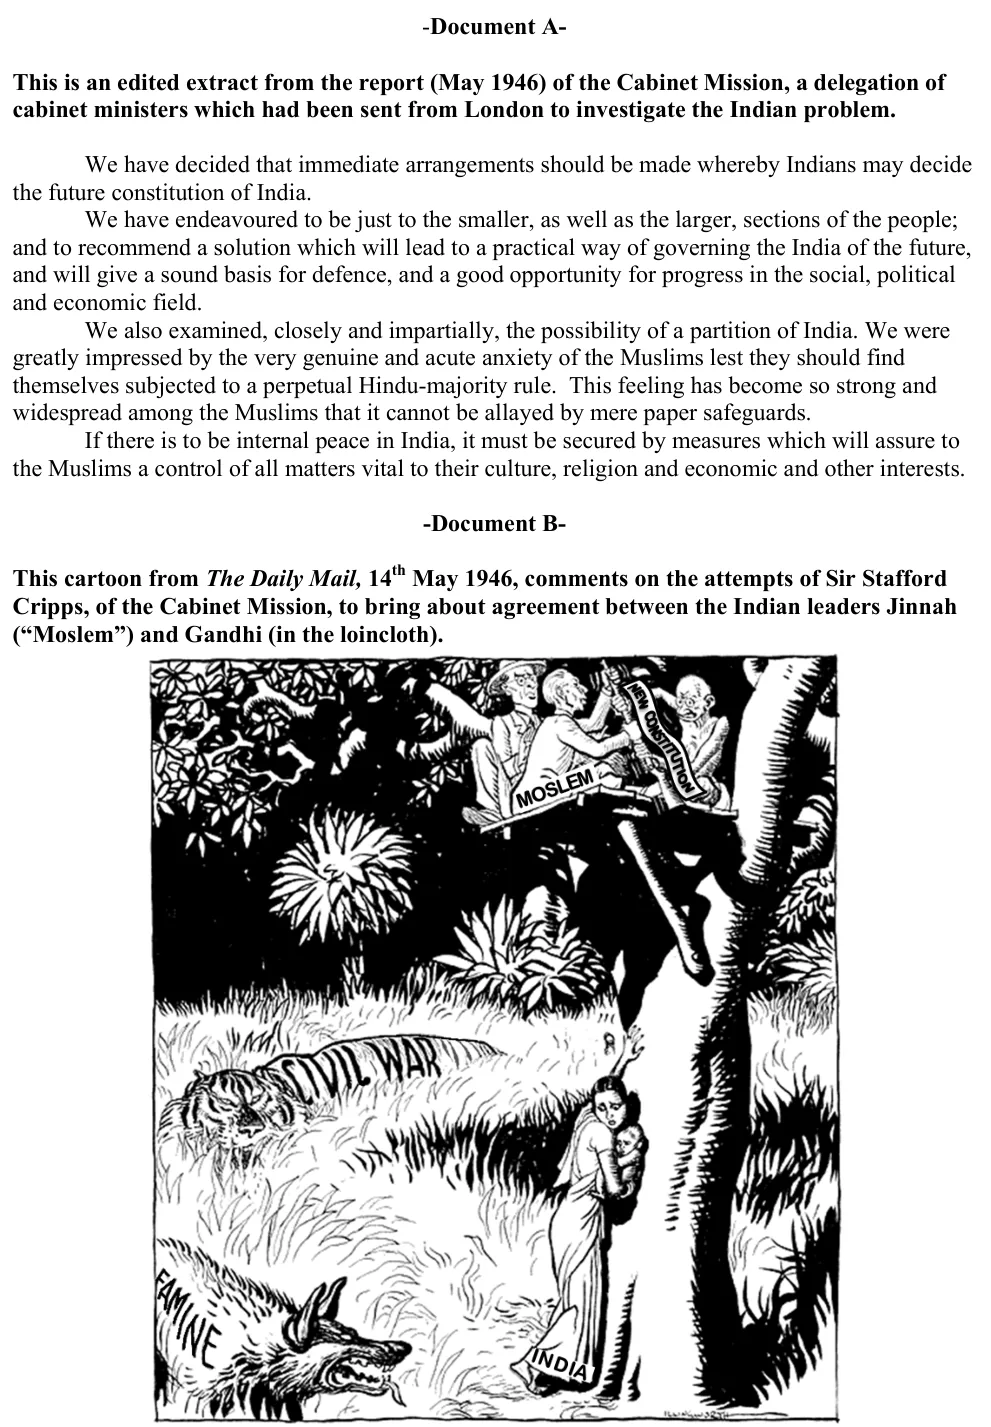 -Document A-
This is an edited extract from the report (May 1946) of the Cabinet Mission, a delegation of
cabinet ministers which had been sent from London to investigate the Indian problem.
We have decided that immediate arrangements should be made whereby Indians may decide
the future constitution of India.
We have endeavoured to be just to the smaller, as well as the larger, sections of the people;
and to recommend a solution which will lead to a practical way of governing the India of the future,
and will give a sound basis for defence, and a good opportunity for progress in the social, political
and economic field.
We also examined, closely and impartially, the possibility of a partition of India. We were
greatly impressed by the very genuine and acute anxiety of the Muslims lest they should find
themselves subjected to a perpetual Hindu-majority rule.  This feeling has become so strong and
widespread among the Muslims that it cannot be allayed by mere paper safeguards.
If there is to be internal peace in India, it must be secured by measures which will assure to
the Muslims a control of all matters vital to their culture, religion and economic and other interests.
-Document B-
This cartoon from The Daily Mail, 14th May 1946, comments on the attempts of Sir Stafford
Cripps, of the Cabinet Mission, to bring about agreement between the Indian leaders Jinnah
(“Moslem”) and Gandhi (in the loincloth).
NEW CONSTITUTION
MOSLEM
CIVIL WAR
FAMINE
INDIA
ILLINGWORTH